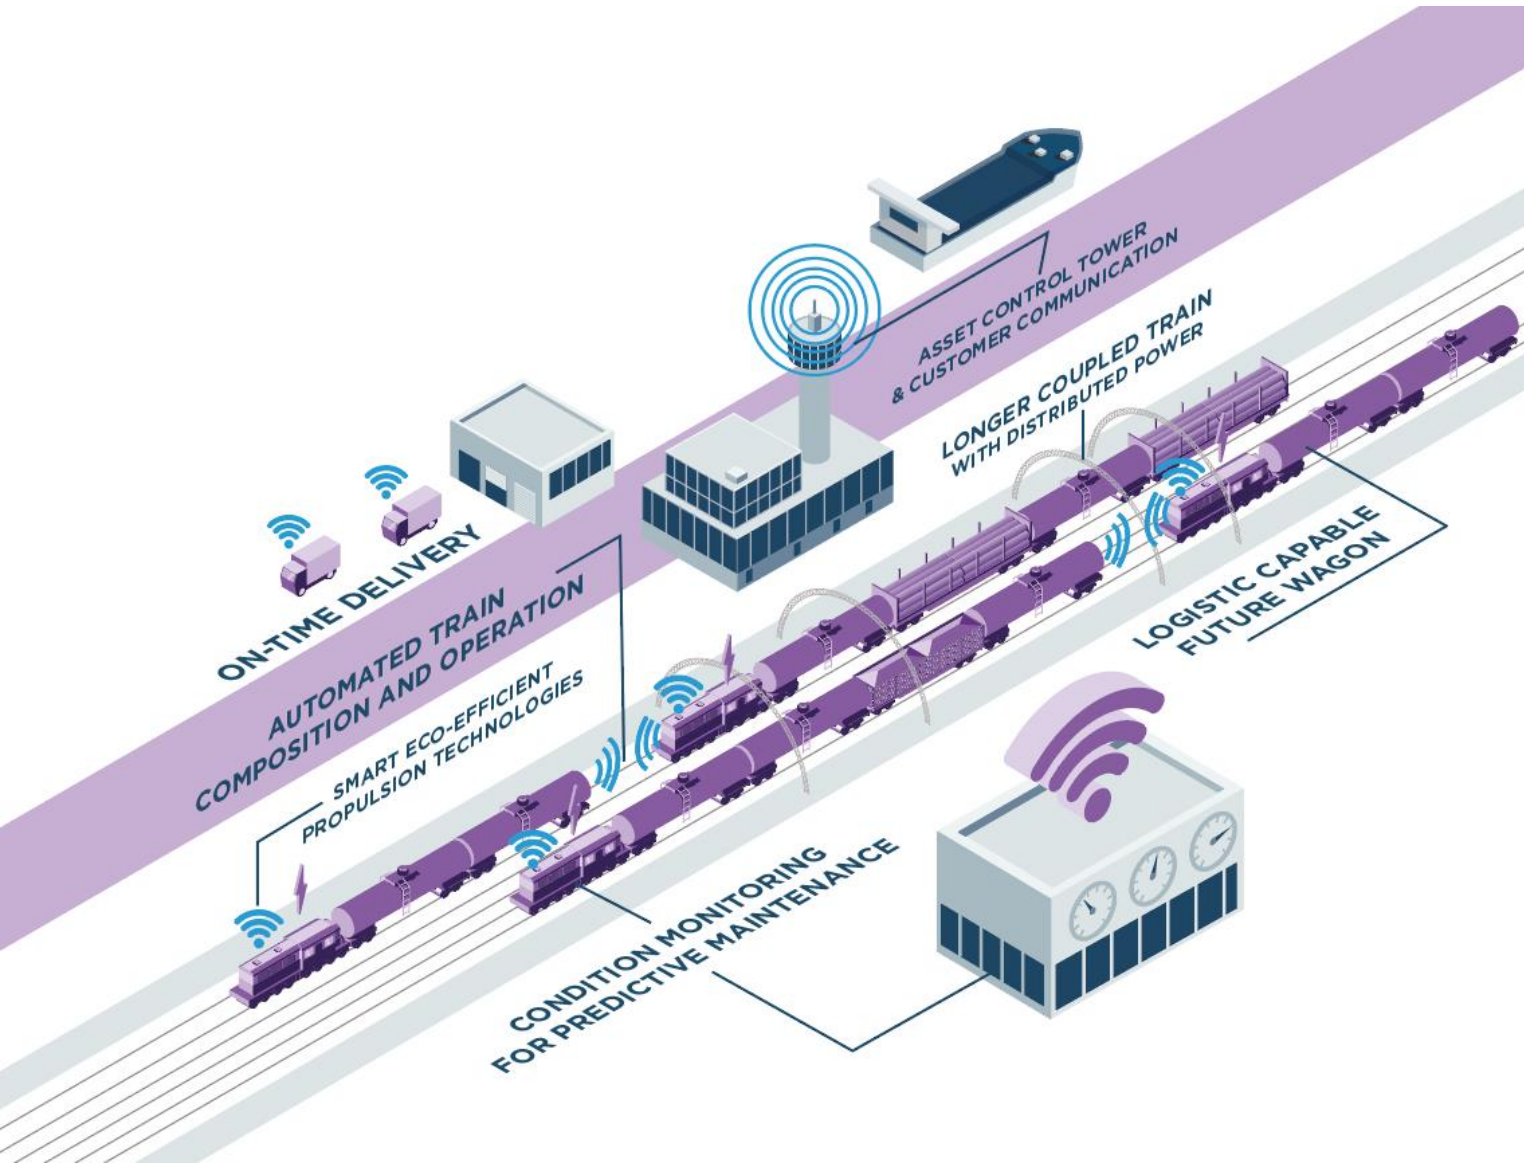 ASSET CONTROL TOWER
& CUSTOMER COMMUNICATION
LONGER COUPLED TRAIN
WITH DISTRIBUTED POWER
ON-TIME DELIVERY
AUTOMATED TRAIN
COMPOSITION AND OPERATION
SMART ECO-EFFICIENT
PROPULSION TECHNOLOGIES
LOGISTIC CAPABLE
FUTURE WAGON
CONDITION MONITORING
FOR PREDICTIVE MAINTENANCE